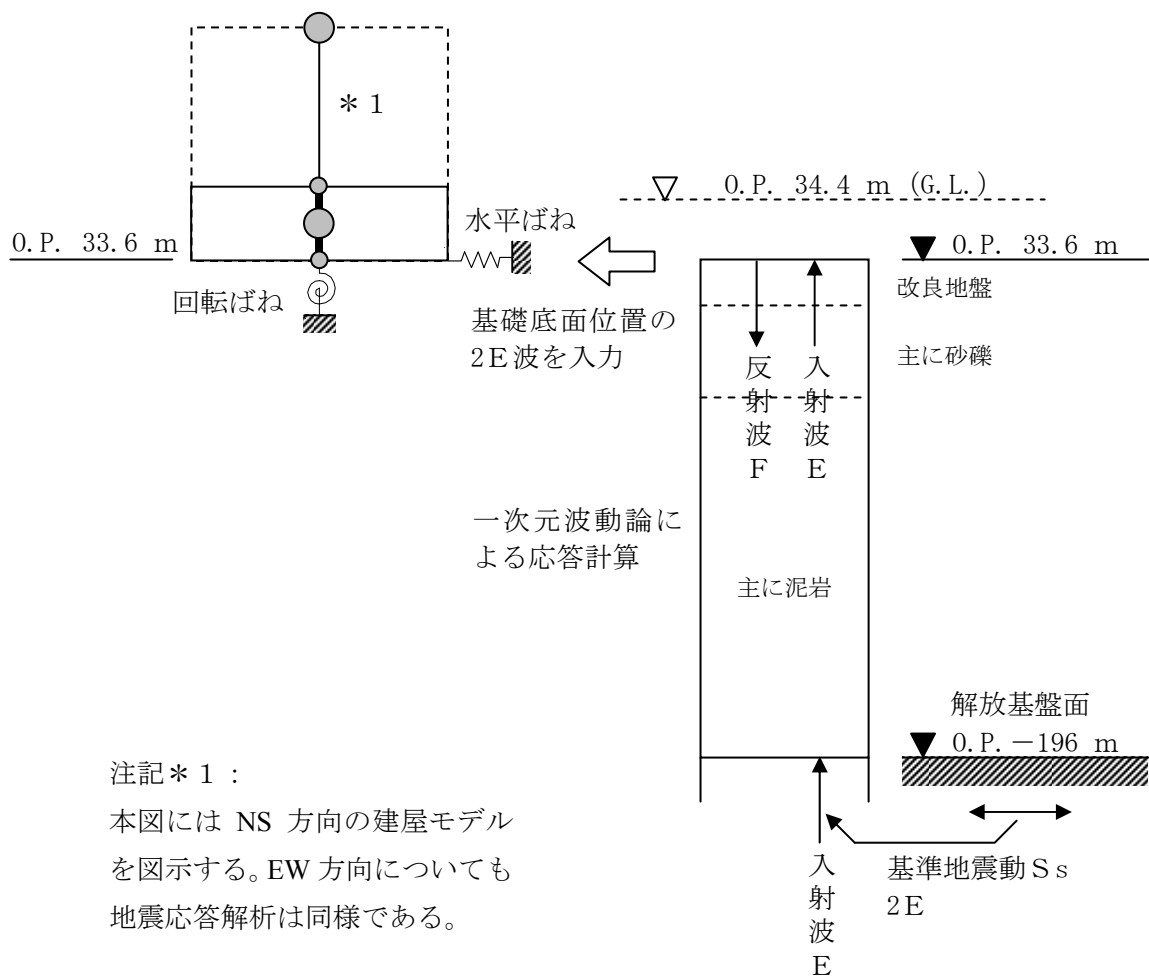 ＊１
O.P. 34.4 m (G.L.)
水平ばね
O.P. 33.6 m
O.P. 33.6 m
回転ばね
基礎底面位置の
2E波を入力
改良地盤
主に砂礫
反射波F
入射波E
一次元波動論に
よる応答計算
主に泥岩
解放基盤面
O.P.－196 m
注記＊１：
本図には NS 方向の建屋モデル
を図示する。EW 方向についても
地震応答解析は同様である。
入射波E
基準地震動Ｓｓ
2E